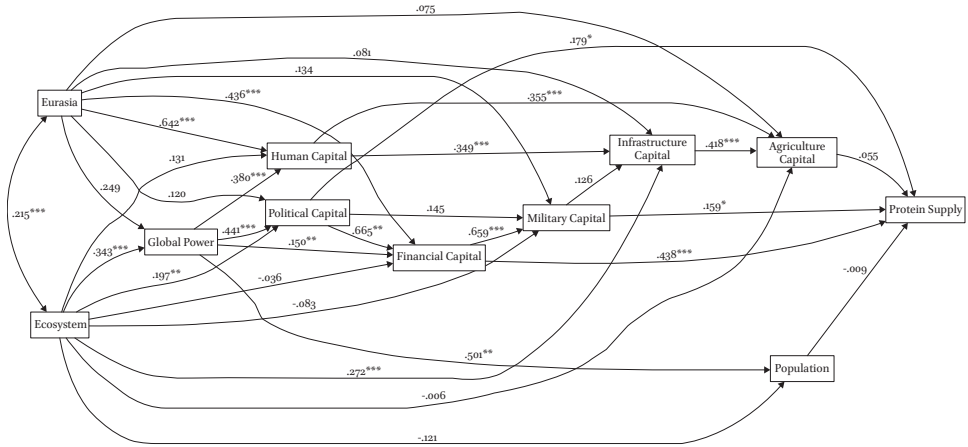 .075
.179*
.081
.134
.436***
Eurasia
.355***
.642***
Infrastructure
Capital
.418***
Agriculture
Capital
Human Capital
.349***
.131
.055
.380***
.126
.249
.120
Political Capital
.145
Military Capital
.159*
Protein Supply
.215***
.441***
.665**
.659***
Global Power
.150**
.343***
Financial Capital
.438***
.197**
-.036
-.009
-.083
Ecosystem
.501**
Population
.272***
-.006
-.121